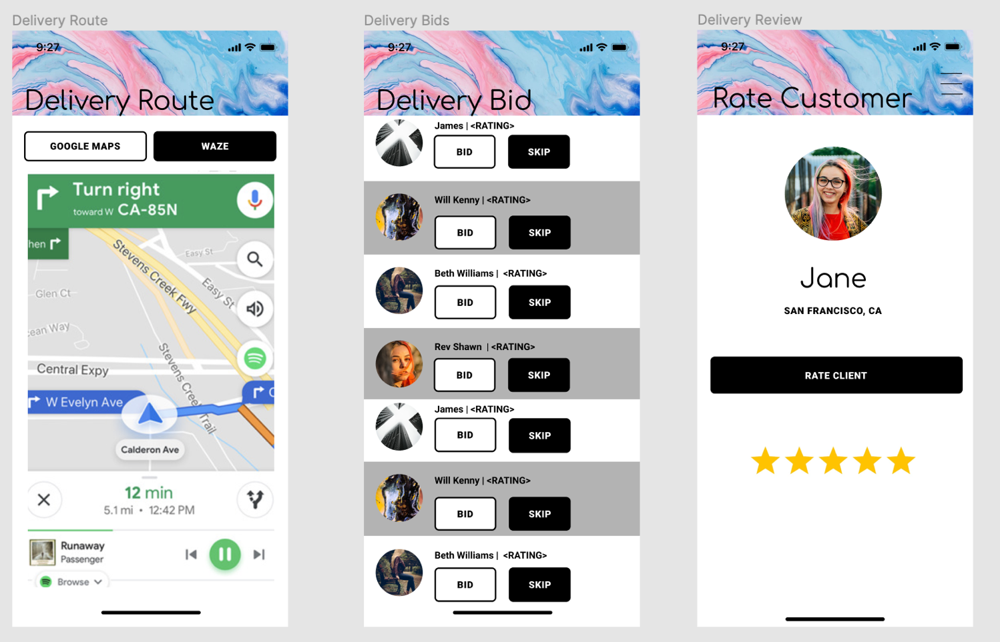 Delivery Route
9:27
Delivery Route
GOOGLE MAPS
WAZE
Turn right
toward W CA-85N
hen
Stevens Creek Fwy
Easy St
Easy St
Glen Ct
ean Way
Central Expy
Stevens Creek Trail
W Evelyn Ave
C
Calderon Ave
12 min
5.1 mi • 12:42 PM
Runaway
Passenger
Browse
Delivery Bids
9:27
Delivery Bid
James | <RATING>
BID
SKIP
Will Kenny | <RATING>
BID
SKIP
Beth Williams | <RATING>
BID
SKIP
Rev Shawn | <RATING>
BID
SKIP
James | <RATING>
BID
SKIP
Will Kenny | <RATING>
BID
SKIP
Beth Williams | <RATING>
BID
SKIP
Delivery Review
9:27
Rate Customer
Jane
SAN FRANCISCO, CA
RATE CLIENT